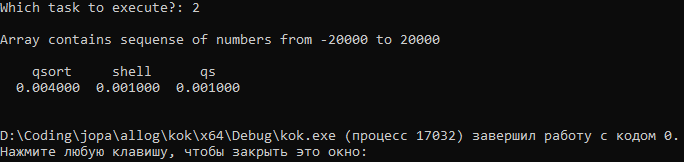 Which task to execute?: 2
Array contains sequense of numbers from -20000 to 20000
qsort shell qs
0.004000 0.001000 0.001000
D:\Coding\jopa\allog\kok\x64\Debug\kok.exe (процесс 17032) завершил работу с кодом 0.
Нажмите любую клавишу, чтобы закрыть это окно: